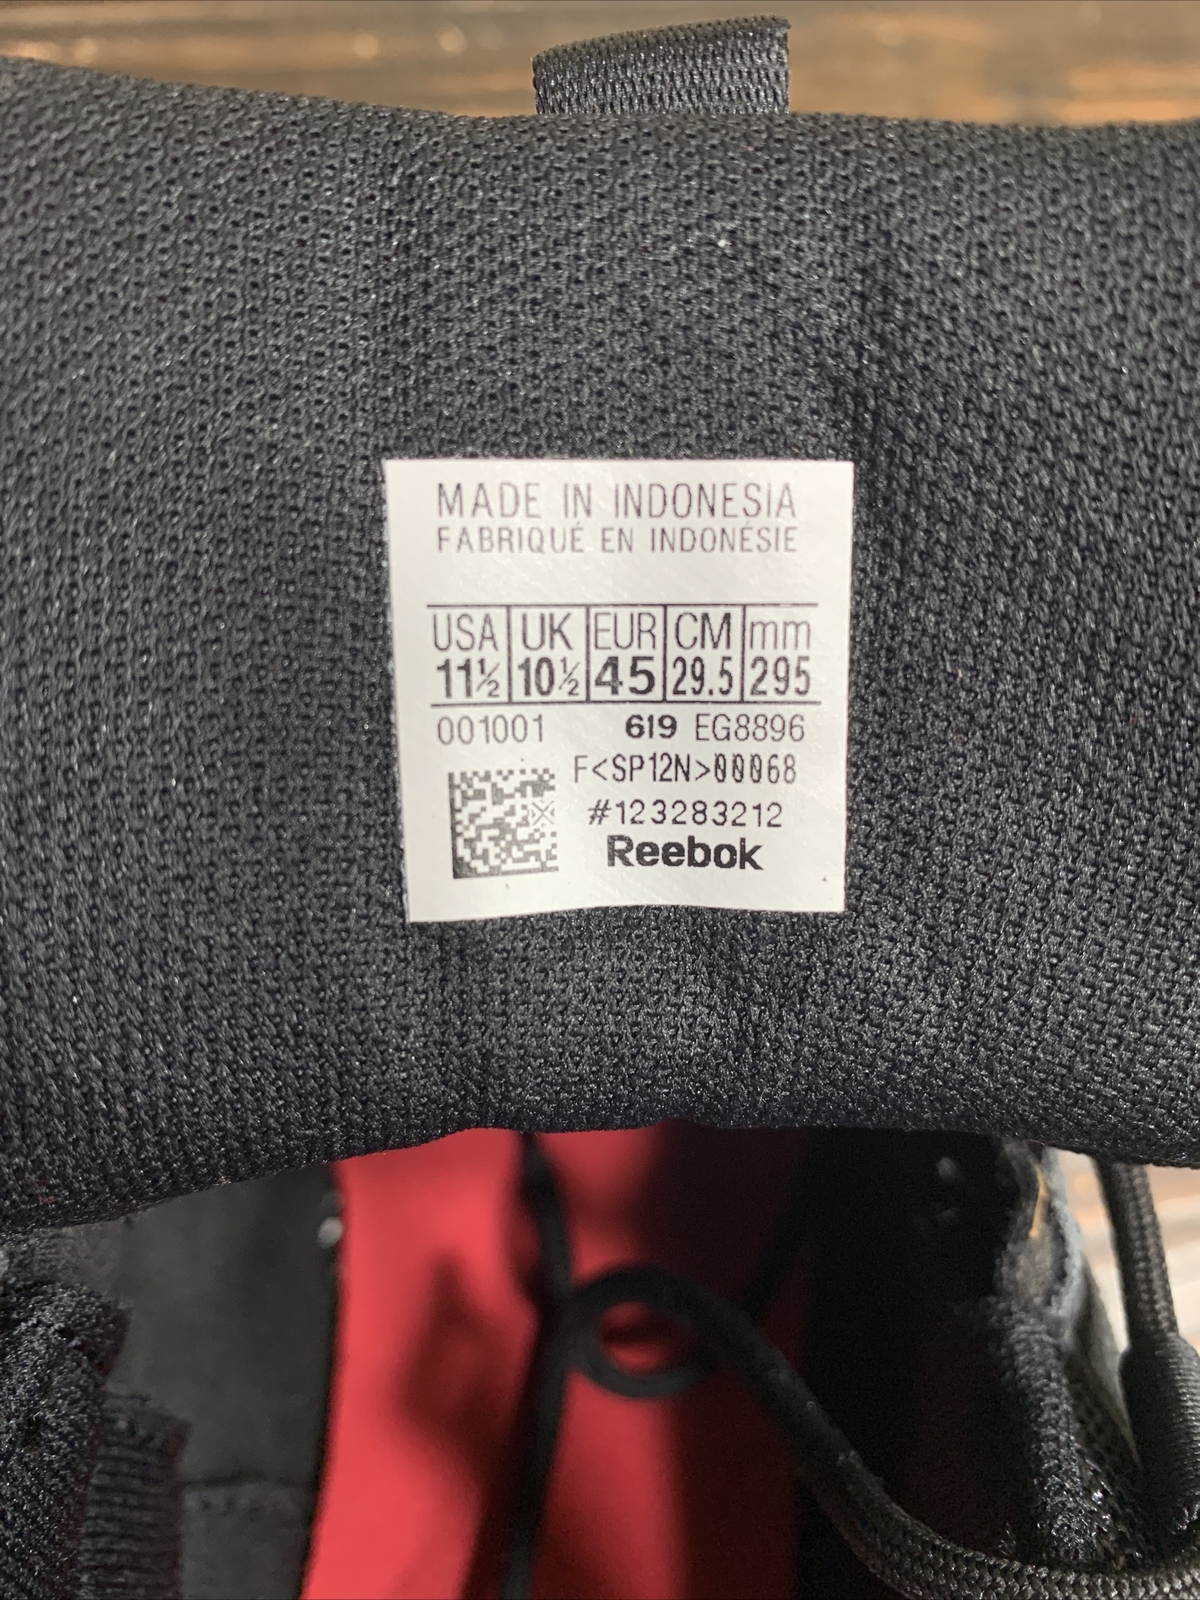 MADE IN INDONESIA
FABRIQUÉ EN INDONÉSIE
USA UK EUR CM mm
11½ 10½ 45 29.5 295
001001 619 EG8896
F<SP12N>00068
#123283212
Reebok